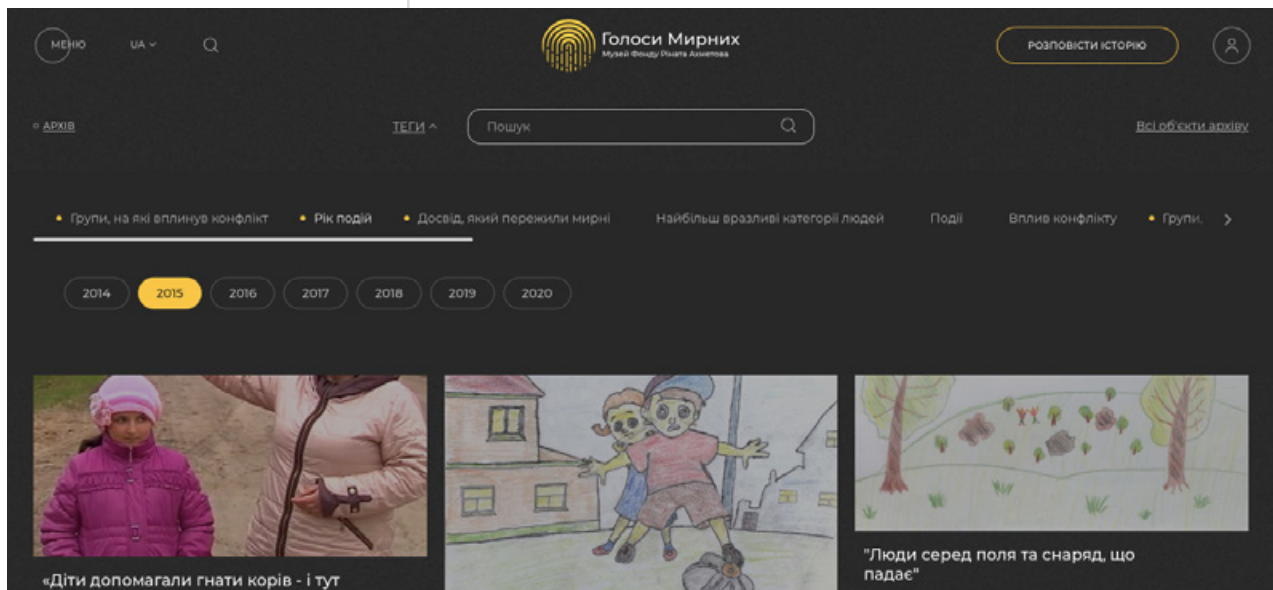 МЕНЮ
UA
Голоси Мирних
Музей Фонду Ріната Ахметова
РОЗПОВІСТИ ІСТОРІЮ
АРХІВ
ТЕГИ
Пошук
Всі об'єкти архіву
Групи, на які вплинув конфлікт
Рік подій
Досвід, який пережили мирні
Найбільш вразливі категорії людей
Події
Вплив конфлікту
Групи.
2014
2015
2016
2017
2018
2019
2020
«Діти допомагали гнати корів - і тут
"Люди серед поля та снаряд, що
падає"